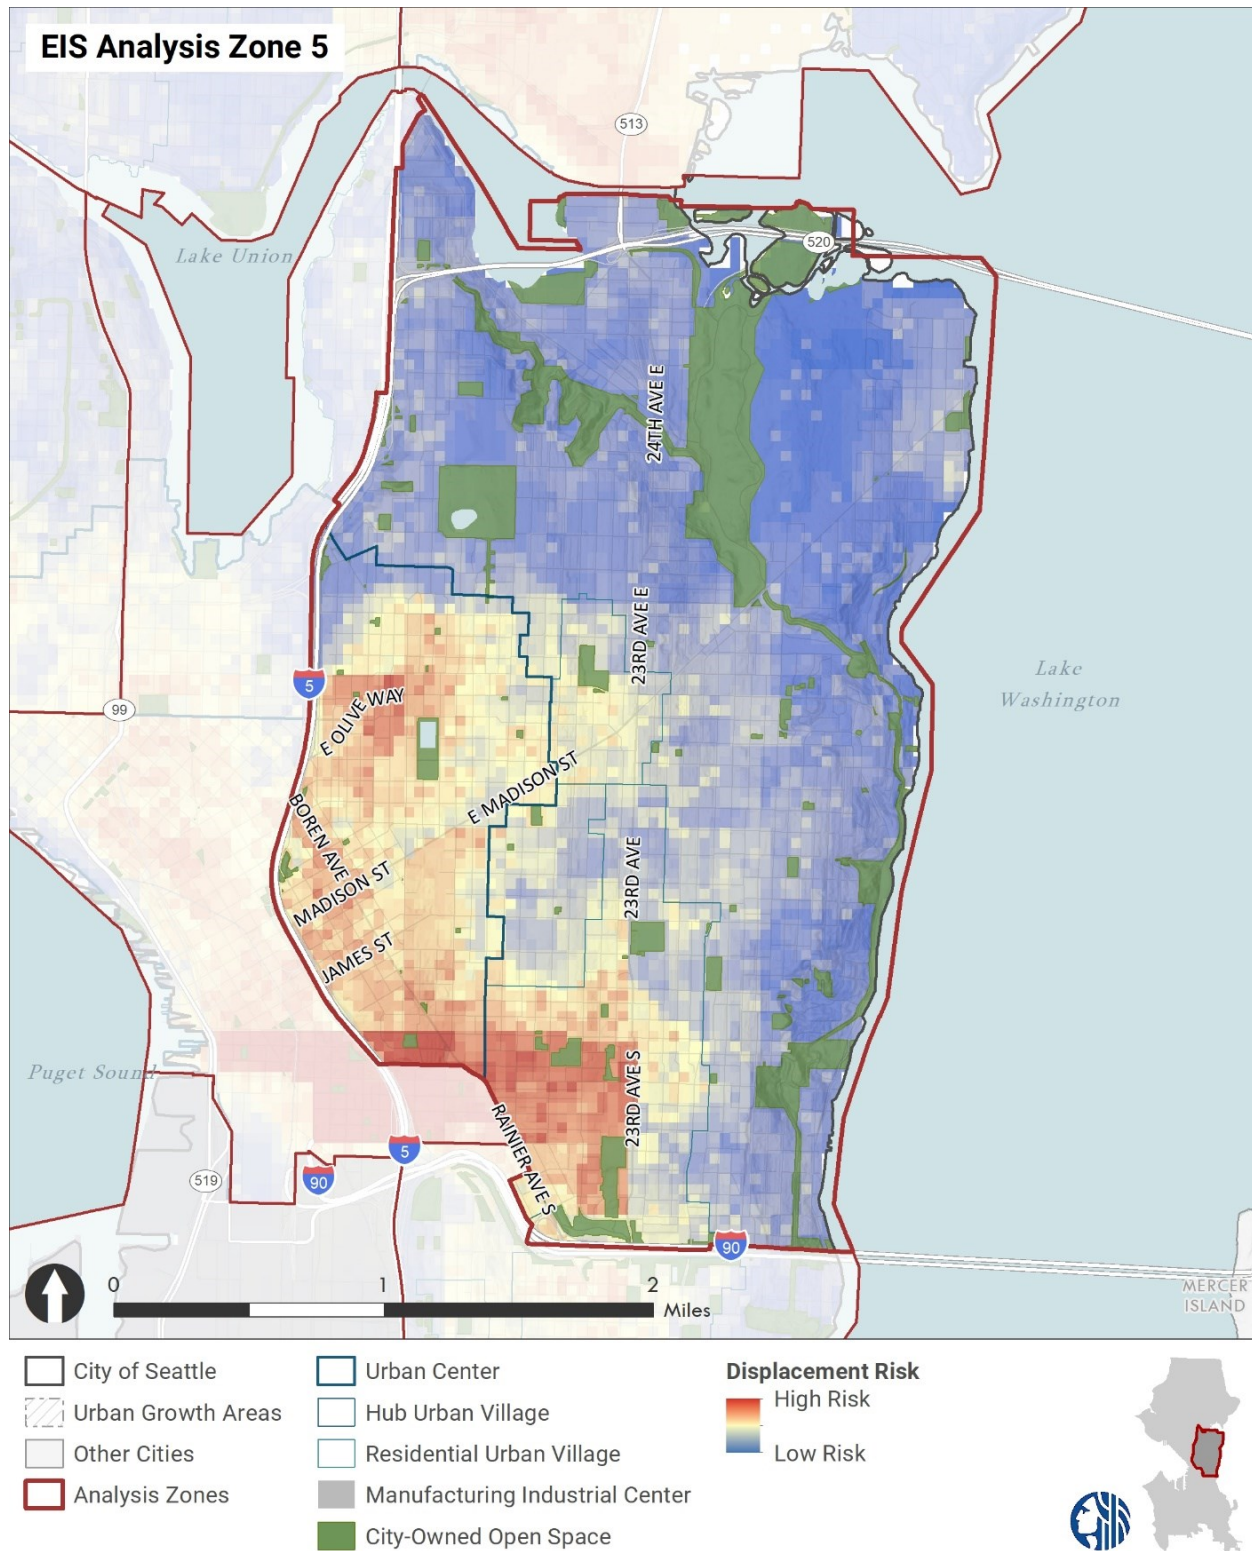 EIS Analysis Zone 5
513
520
Lake Union
24TH AVE E
23RD AVE E
Lake
Washington
5
99
E OLIVE WAY
E MADISON ST
BOREN AVE
MADISON ST
23RD AVE
JAMES ST
Puget Sound
23RD AVE S
RAINIER AVE S
5
519
90
90
MERCER
ISLAND
0 1 2
Miles
City of Seattle
Urban Growth Areas
Other Cities
Analysis Zones
Urban Center
Hub Urban Village
Residential Urban Village
Manufacturing Industrial Center
City-Owned Open Space
Displacement Risk
High Risk
Low Risk